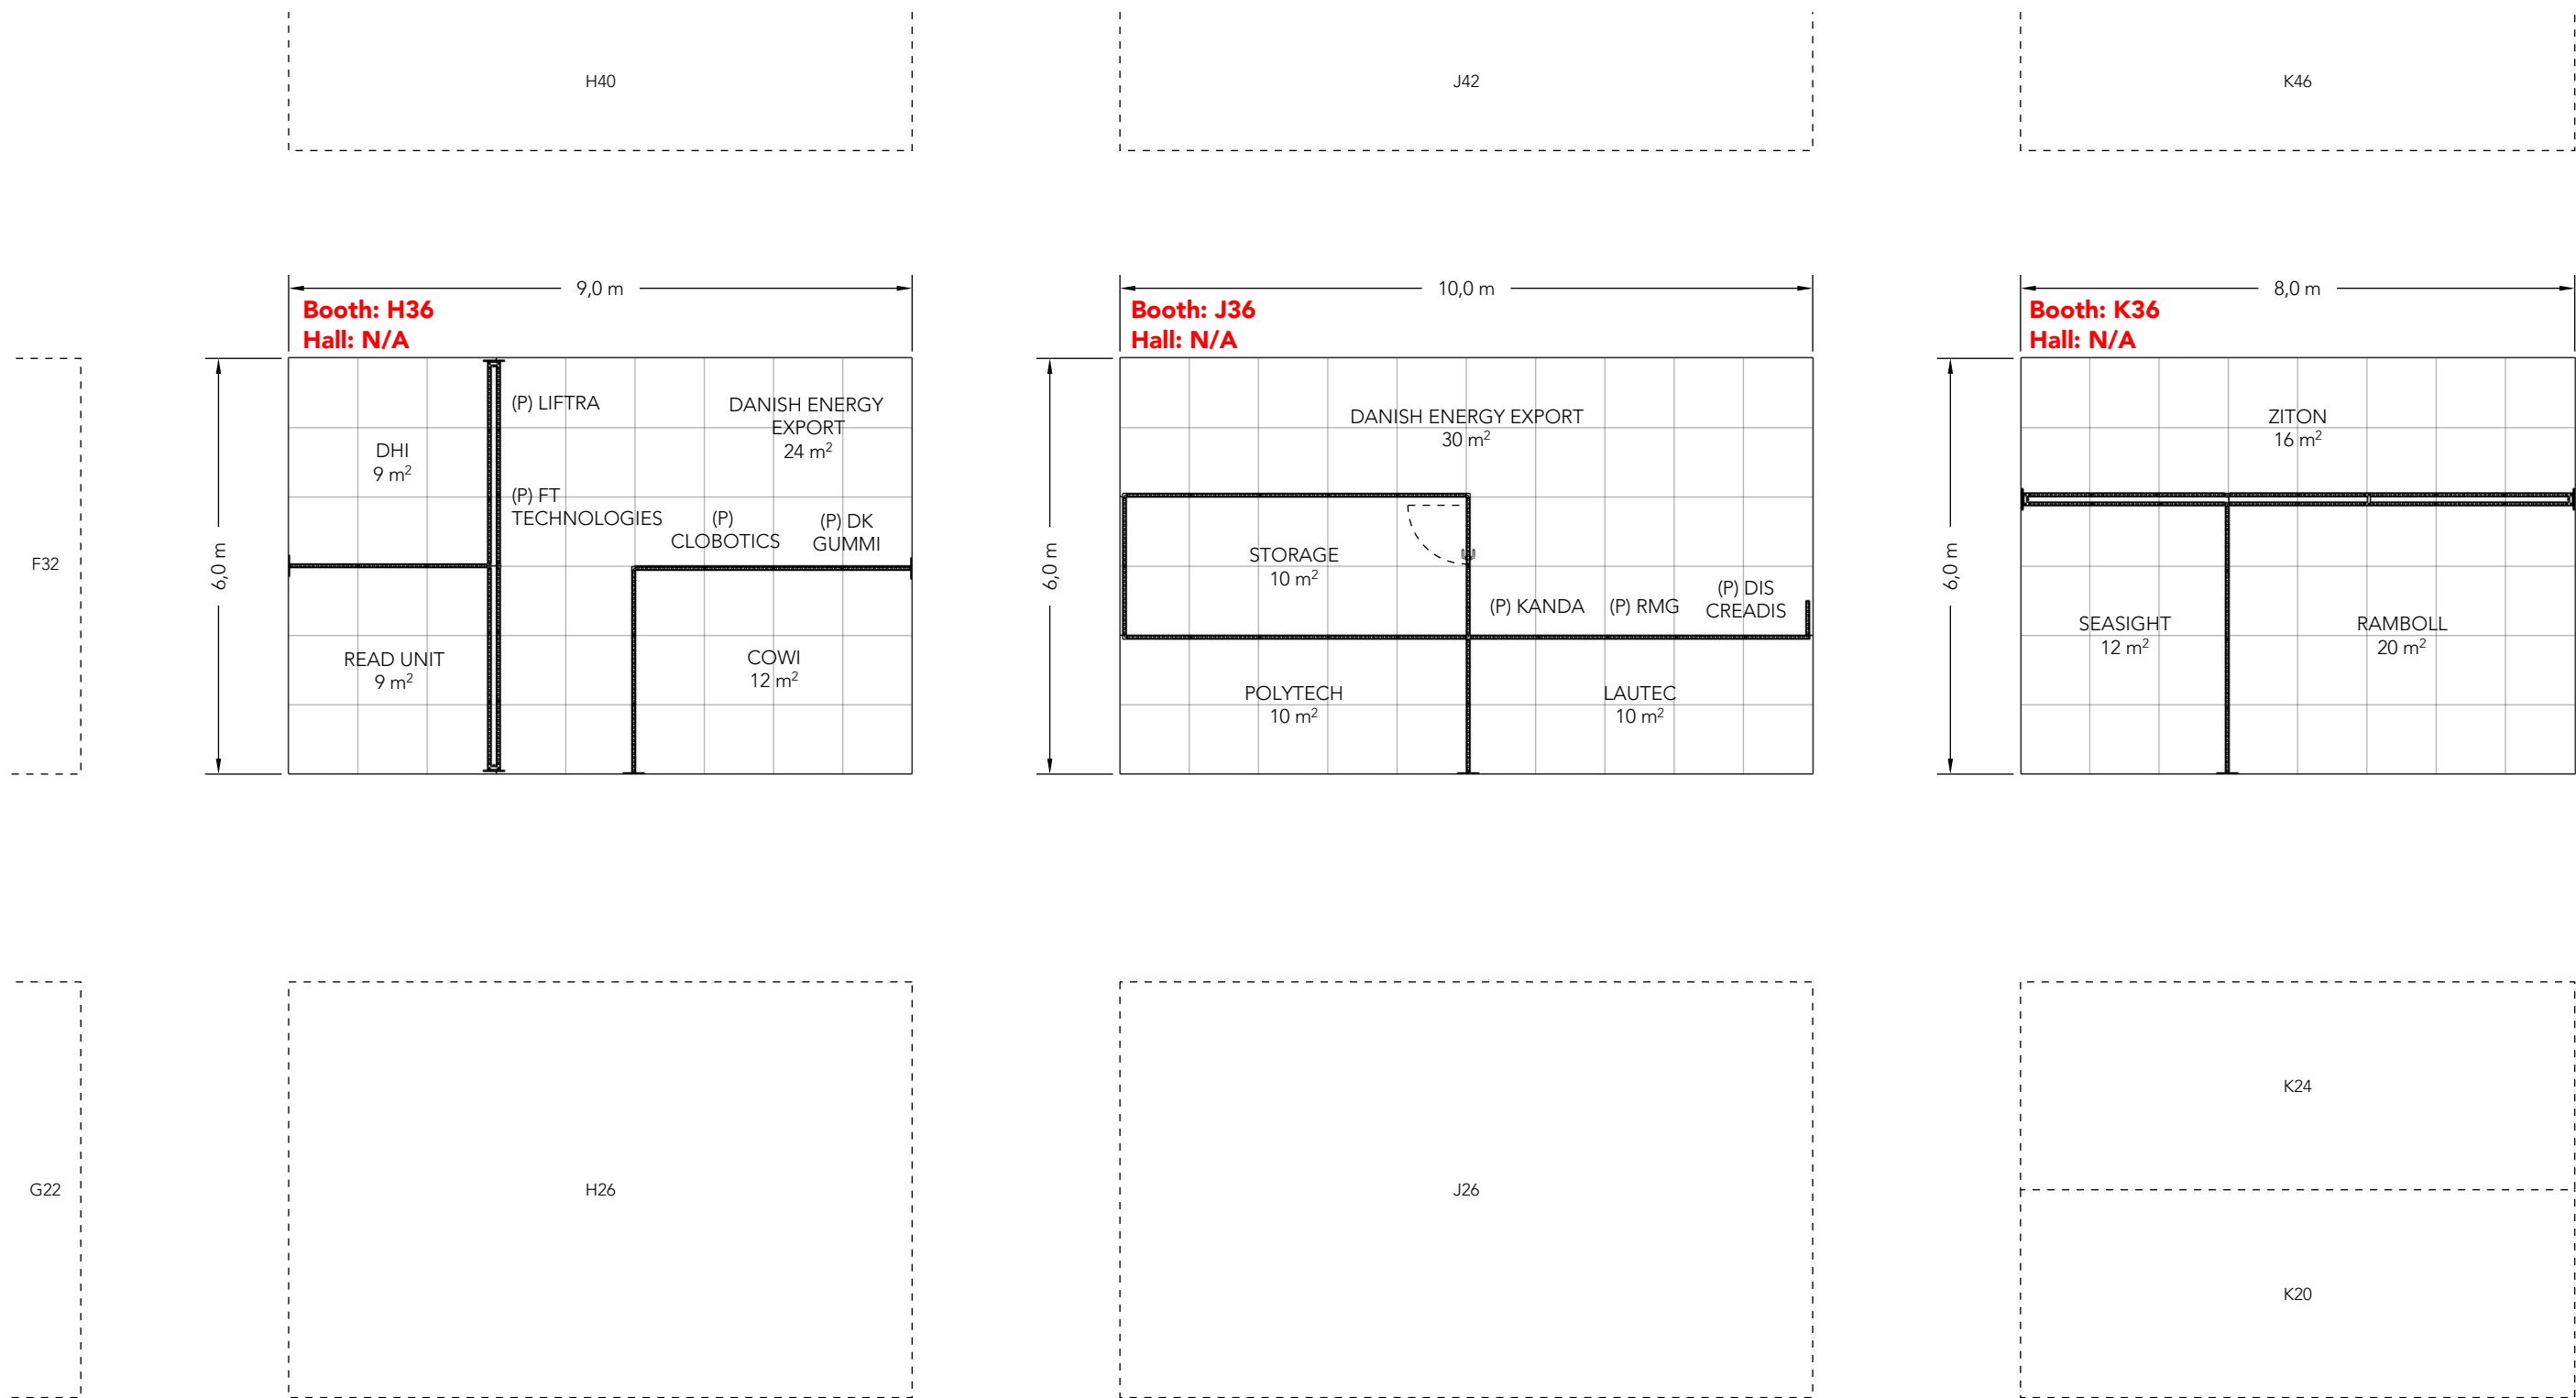 H40
J42
K46
9,0 m
10,0 m
8,0 m
Booth: H36
Hall: N/A
Booth: J36
Hall: N/A
Booth: K36
Hall: N/A
F32
6,0 m
DHI
9 m²
(P) LIFTRA
(P) FT
TECHNOLOGIES
DANISH ENERGY
EXPORT
24 m²
(P)
CLOBOTICS
(P) DK
GUMMI
READ UNIT
9 m²
COWI
12 m²
6,0 m
DANISH ENERGY EXPORT
30 m²
STORAGE
10 m²
(P) KANDA
(P) RMG
(P) DIS
CREADIS
POLYTECH
10 m²
LAUTEC
10 m²
6,0 m
ZITON
16 m²
SEASIGHT
12 m²
RAMBOLL
20 m²
G22
H26
J26
K24
K20